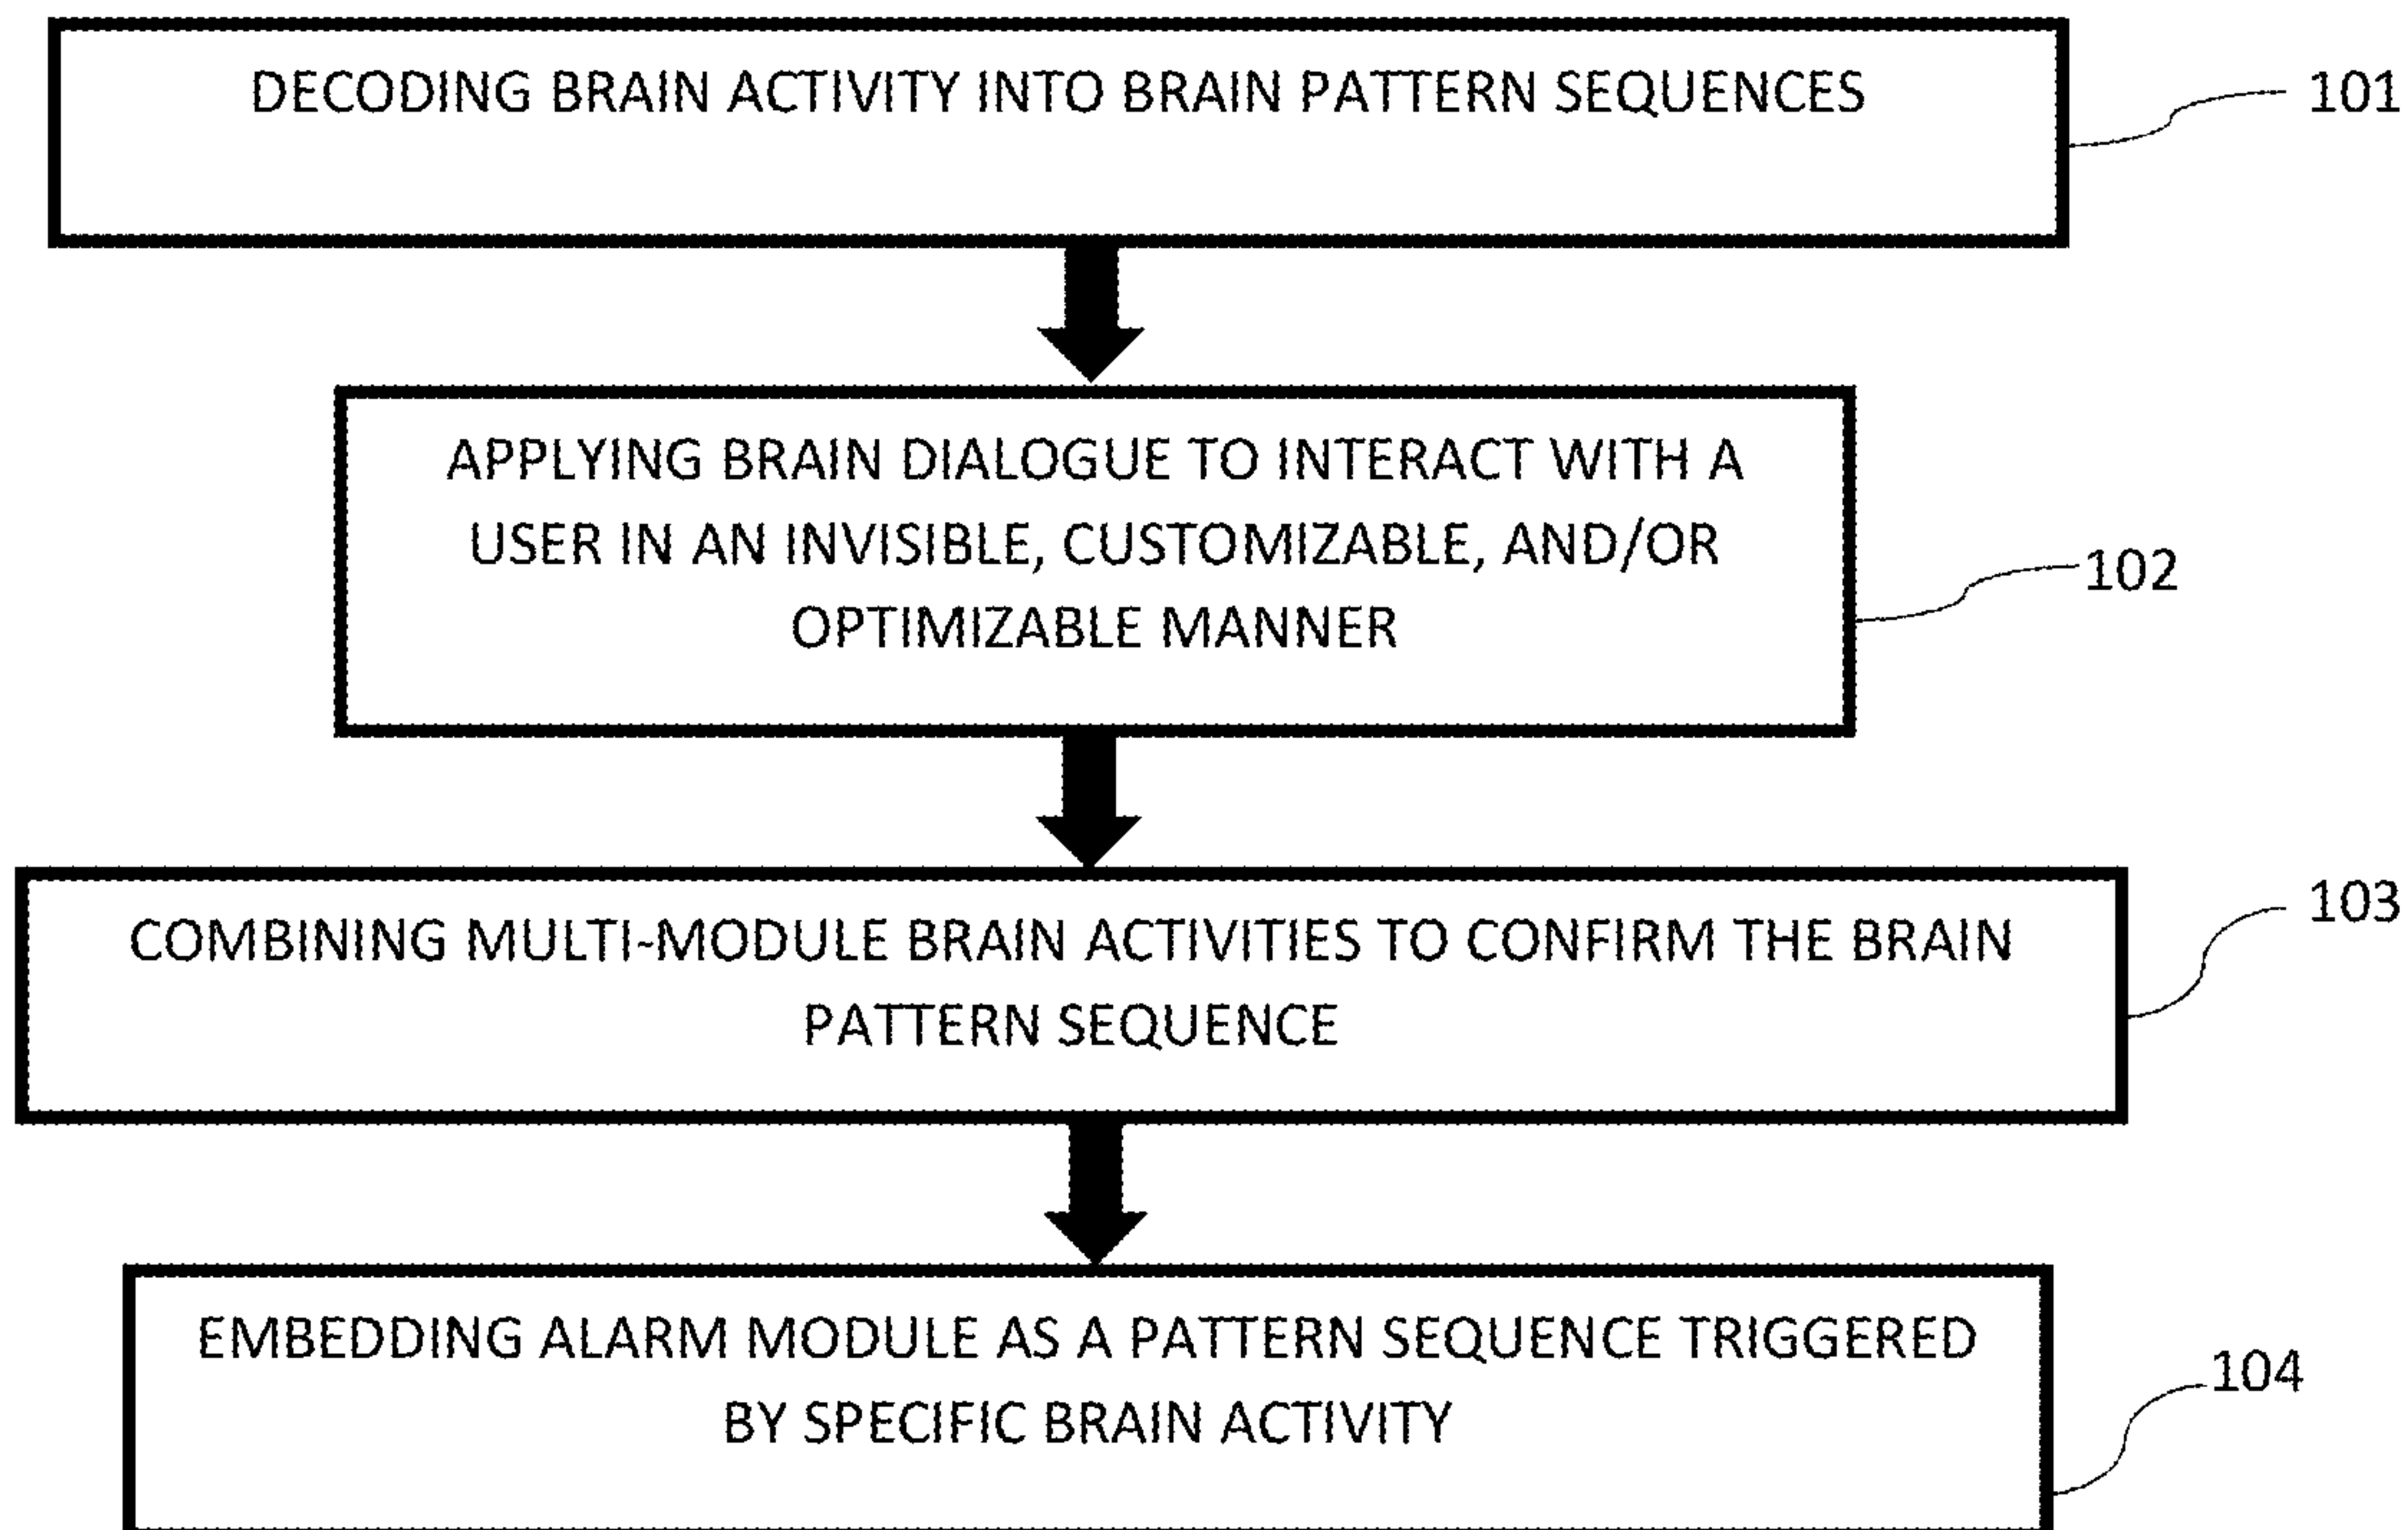 DECODING BRAIN ACTIVITY INTO BRAIN PATTERN SEQUENCES
101
APPLYING BRAIN DIALOGUE TO INTERACT WITH A
USER IN AN INVISIBLE, CUSTOMIZABLE, AND/OR
OPTIMIZABLE MANNER
102
COMBINING MULTI-MODULE BRAIN ACTIVITIES TO CONFIRM THE BRAIN
PATTERN SEQUENCE
103
EMBEDDING ALARM MODULE AS A PATTERN SEQUENCE TRIGGERED
BY SPECIFIC BRAIN ACTIVITY
104